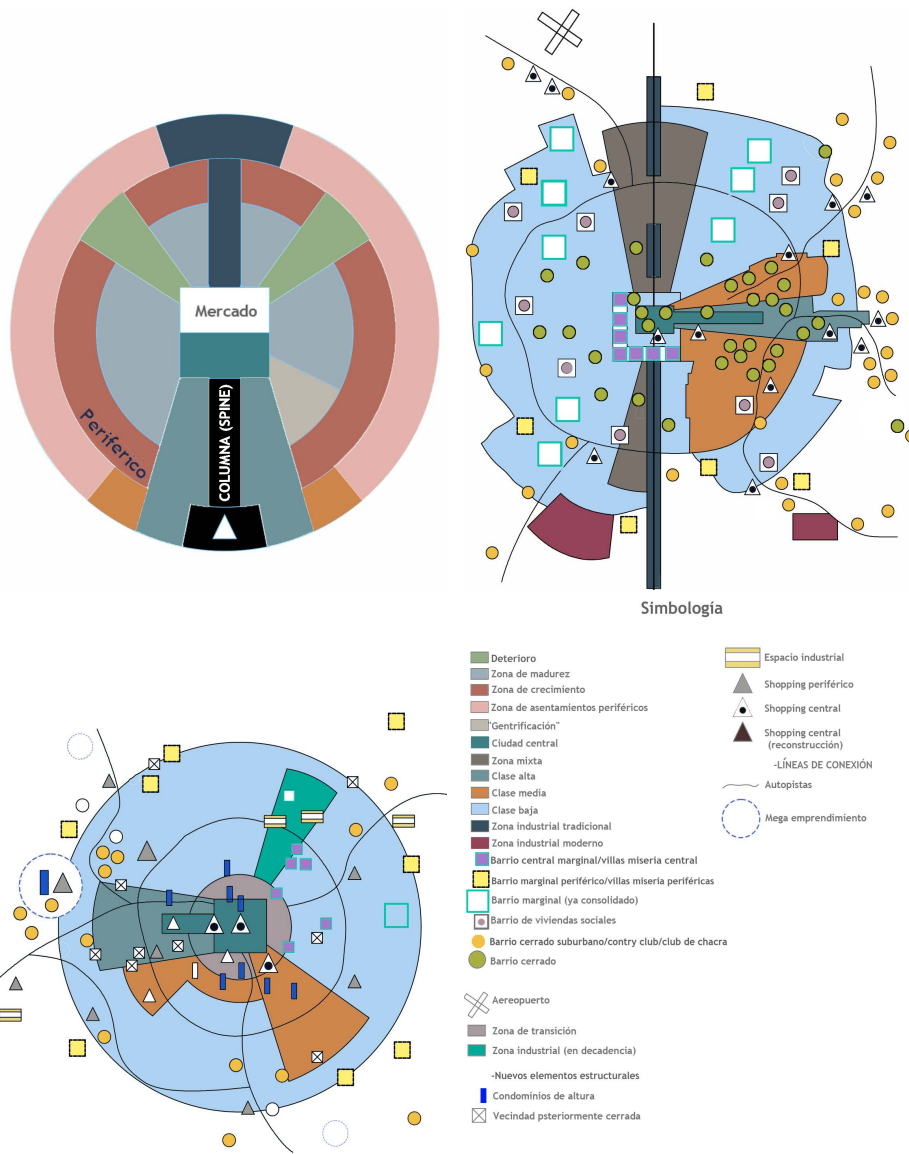 Mercado
COLUMNA (SPINE)
Periferico
Simbología
Deterioro
Zona de madurez
Zona de crecimiento
Zona de asentamientos periféricos
"Gentrificación"
Ciudad central
Zona mixta
Clase alta
Clase media
Clase baja
Zona industrial tradicional
Zona industrial moderno
Barrio central marginal/villas miseria central
Barrio marginal periférico/villas miseria periféricas
Barrio marginal (ya consolidado)
Barrio de viviendas sociales
Barrio cerrado suburbano/contry club/club de chacra
Barrio cerrado
Aereopuerto
Zona de transición
Zona industrial (en decadencia)
-Nuevos elementos estructurales
Condominios de altura
Vecindad psteriormente cerrada
Espacio industrial
Shopping periférico
Shopping central
Shopping central
(reconstrucción)
-LÍNEAS DE CONEXIÓN
Autopistas
Mega emprendimiento